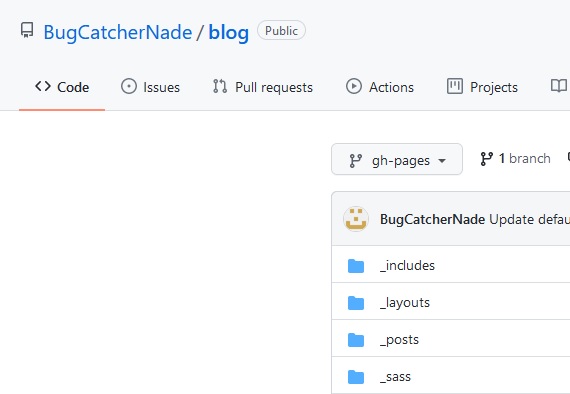 BugCatcherNade / blog Public
Code Issues Pull requests Actions Projects
gh-pages 1 branch
BugCatcherNade Update defau
_includes
_layouts
_posts
_sass